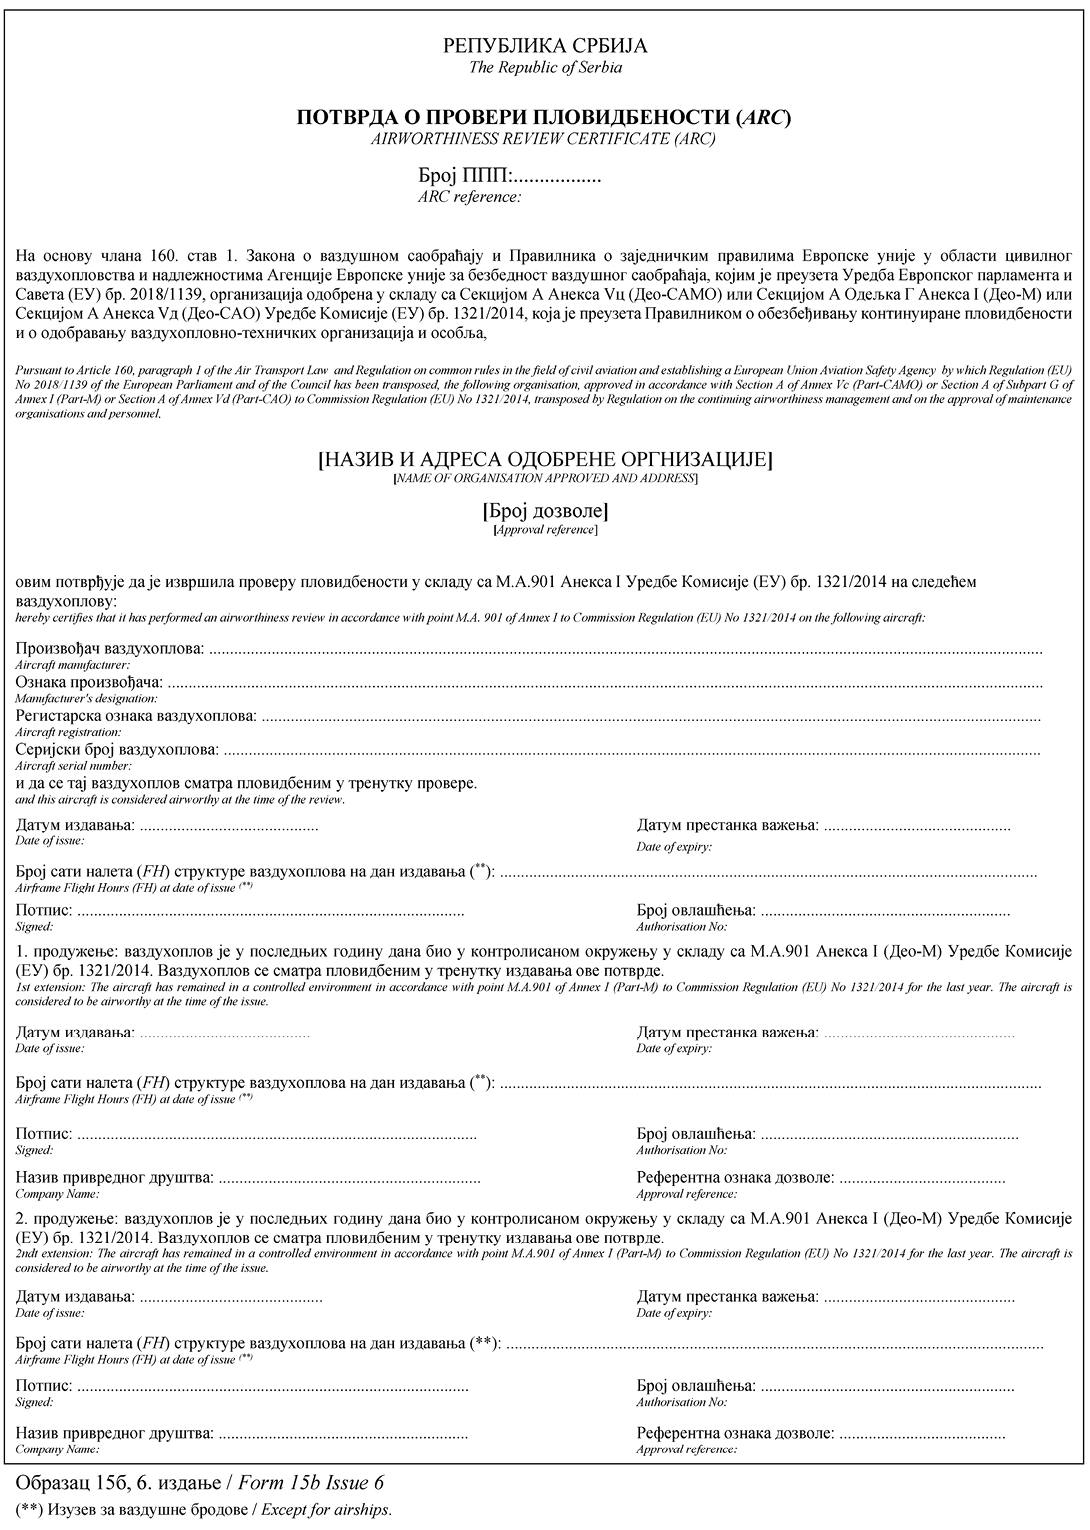 РЕПУБЛИКА СРБИЈА
The Republic of Serbia
ПОТВРДА О ПРОВЕРИ ПЛОВИДБЕНОСТИ (ARC)
AIRWORTHINESS REVIEW CERTIFICATE (ARC)
Број ППП:.................
ARC reference:
На основу члана 160. став 1. Закона о ваздушном саобраћају и Правилника о заједничким правилима Европске уније у области цивилног
ваздухопловства и надлежностима Агенције Европске уније за безбедност ваздушног саобраћаја, којим је преузета Уредба Европског парламента и
Савета (ЕУ) бр. 2018/1139, организација одобрена у складу са Секцијом А Анекса Vц (Део-САМО) или Секцијом А Одељка Г Анекса I (Део-М) или
Секцијом А Анекса Vд (Део-САО) Уредбе Комисије (ЕУ) бр. 1321/2014, која је преузета Правилником о обезбеђивању континуиране пловидбености
и о одобравању ваздухопловно-техничких организација и особља,
Pursuant to Article 160, paragraph 1 of the Air Transport Law and Regulation on common rules in the field of civil aviation and establishing a European Union Aviation Safety Agency by which Regulation (EU)
No 2018/1139 of the European Parliament and of the Council has been transposed, the following organisation, approved in accordance with Section A of Annex Vc (Part-CAMO) or Section A of Subpart G of
Annex I (Part-M) or Section A of Annex Vd (Part-CAO) to Commission Regulation (EU) No 1321/2014, transposed by Regulation on the continuing airworthiness management and on the approval of maintenance
organisations and personnel.
[НАЗИВ И АДРЕСА ОДОБРЕНЕ ОРГНИЗАЦИЈЕ]
[NAME OF ORGANISATION APPROVED AND ADDRESS]
[Број дозволе]
[Approval reference]
овим потврђује да је извршила проверу пловидбености у складу са М.А.901 Анекса I Уредбе Комисије (ЕУ) бр. 1321/2014 на следећем
ваздухоплову:
hereby certifies that it has performed an airworthiness review in accordance with point M.A. 901 of Annex I to Commission Regulation (EU) No 1321/2014 on the following aircraft:
Произвођач ваздухоплова: ..........
Aircraft manufacturer:
Ознака произвођача: ..........
Manufacturer's designation:
Регистарска ознака ваздухоплова: ..........
Aircraft registration:
Серијски број ваздухоплова: ..........
Aircraft serial number:
и да се тај ваздухоплов сматра пловидбеним у тренутку провере.
and this aircraft is considered airworthy at the time of the review.
Датум издавања: .......... Датум престанка важења: ..........
Date of issue: Date of expiry:
Број сати налета (FH) структуре ваздухоплова на дан издавања (**): ..........
Airframe Flight Hours (FH) at date of issue (**)
Потпис: .......... Број овлашћења: ..........
Signed: Authorisation No:
1. продужење: ваздухоплов је у последњих годину дана био у контролисаном окружењу у складу са М.А.901 Анекса I (Део-М) Уредбе Комисије
(ЕУ) бр. 1321/2014. Ваздухоплов се сматра пловидбеним у тренутку издавања ове потврде.
1st extension: The aircraft has remained in a controlled environment in accordance with point M.A.901 of Annex I (Part-M) to Commission Regulation (EU) No 1321/2014 for the last year. The aircraft is
considered to be airworthy at the time of the issue.
Датум издавања: .......... Датум престанка важења: ..........
Date of issue: Date of expiry:
Број сати налета (FH) структуре ваздухоплова на дан издавања (**): ..........
Airframe Flight Hours (FH) at date of issue (**)
Потпис: .......... Број овлашћења: ..........
Signed: Authorisation No:
Назив привредног друштва: .......... Референтна ознака дозволе: ..........
Company Name: Approval reference:
2. продужење: ваздухоплов је у последњих годину дана био у контролисаном окружењу у складу са М.А.901 Анекса I (Део-М) Уредбе Комисије
(ЕУ) бр. 1321/2014. Ваздухоплов се сматра пловидбеним у тренутку издавања ове потврде.
2ndt extension: The aircraft has remained in a controlled environment in accordance with point M.A.901 of Annex I (Part-M) to Commission Regulation (EU) No 1321/2014 for the last year. The aircraft is
considered to be airworthy at the time of the issue.
Датум издавања: .......... Датум престанка важења: ..........
Date of issue: Date of expiry:
Број сати налета (FH) структуре ваздухоплова на дан издавања (**): ..........
Airframe Flight Hours (FH) at date of issue (**)
Потпис: .......... Број овлашћења: ..........
Signed: Authorisation No:
Назив привредног друштва: .......... Референтна ознака дозволе: ..........
Company Name: Approval reference:
Образац 15б, 6. издање / Form 15b Issue 6
(**) Изузев за ваздушне бродове / Except for airships.